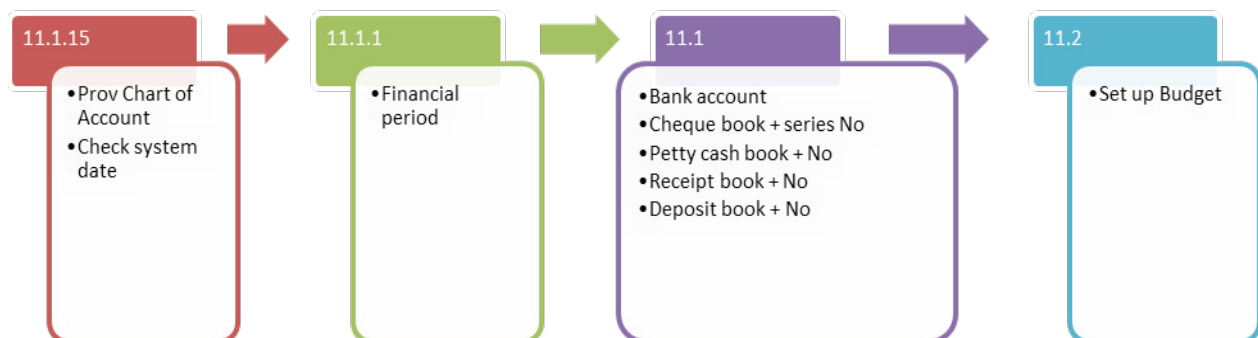 11.1.15
•Prov Chart of
Account
•Check system
date
11.1.1
•Financial
period
11.1
•Bank account
•Cheque book + series No
•Petty cash book + No
•Receipt book + No
•Deposit book + No
11.2
•Set up Budget